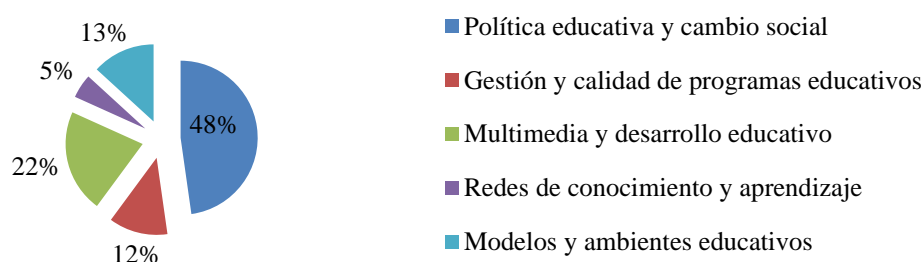 13%
5%
48%
22%
12%
Política educativa y cambio social
Gestión y calidad de programas educativos
Multimedia y desarrollo educativo
Redes de conocimiento y aprendizaje
Modelos y ambientes educativos